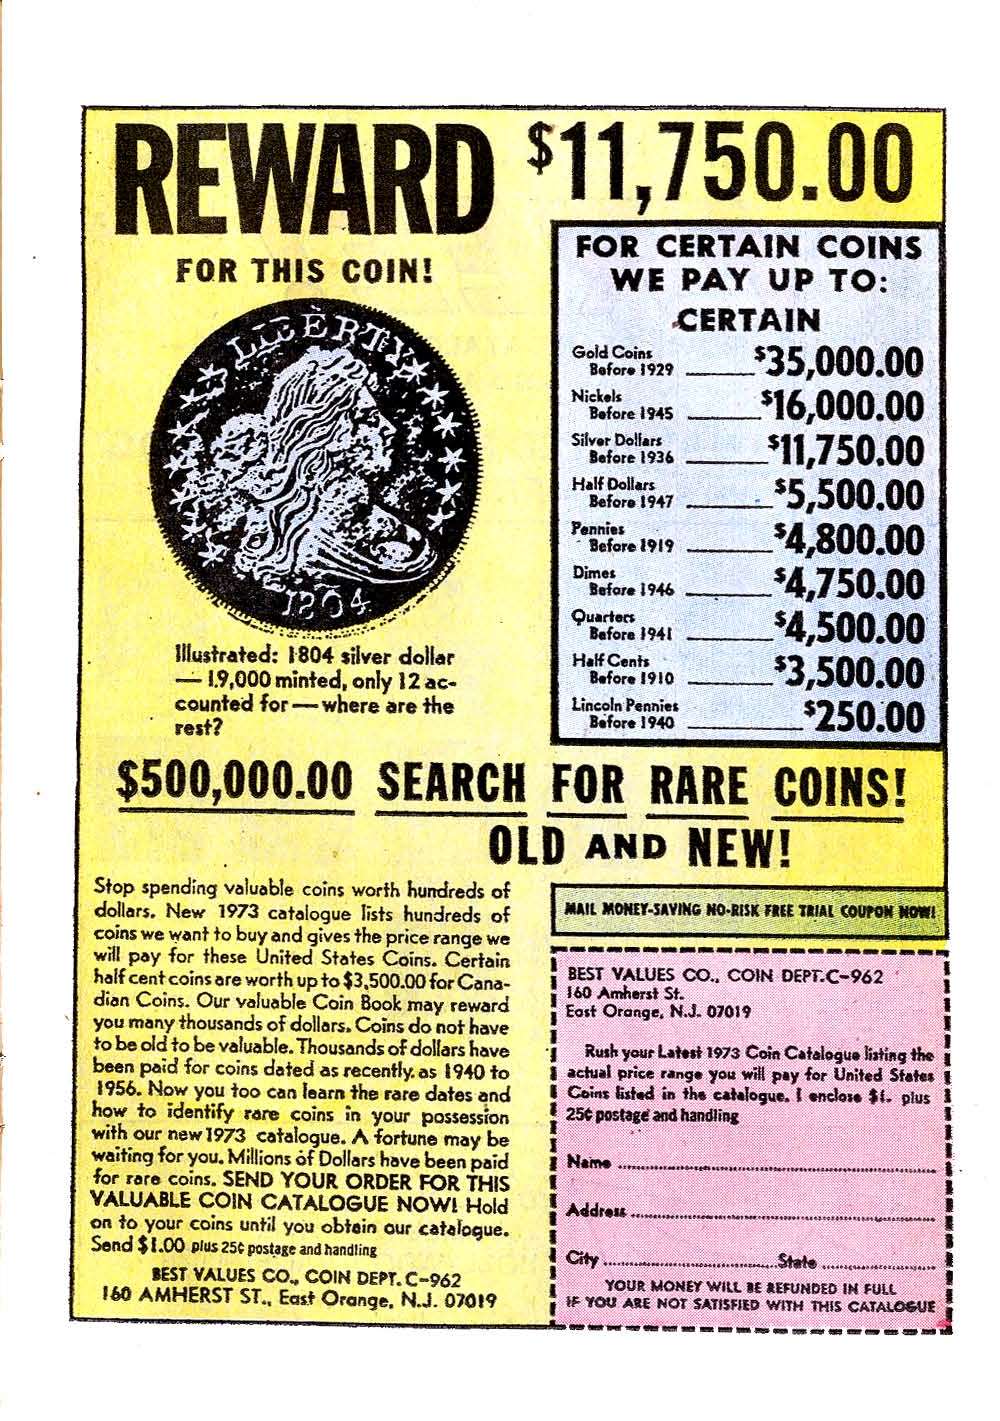 REWARD $11,750.00
FOR THIS COIN!
LIBERTY
1804
Illustrated: 1804 silver dollar
— 19,000 minted, only 12 ac-
counted for — where are the
rest?
FOR CERTAIN COINS
WE PAY UP TO:
CERTAIN
Gold Coins
Before 1929 $35,000.00
Nickels
Before 1945 $16,000.00
Silver Dollars
Before 1936 $11,750.00
Half Dollars
Before 1947 $5,500.00
Pennies
Before 1919 $4,800.00
Dimes
Before 1946 $4,750.00
Quarters
Before 1941 $4,500.00
Half Cents
Before 1910 $3,500.00
Lincoln Pennies
Before 1940 $250.00
$500,000.00 SEARCH FOR RARE COINS!
OLD AND NEW!
Stop spending valuable coins worth hundreds of
dollars. New 1973 catalogue lists hundreds of
coins we want to buy and gives the price range we
will pay for these United States Coins. Certain
half cent coins are worth up to $3,500.00 for Cana-
dian Coins. Our valuable Coin Book may reward
you many thousands of dollars. Coins do not have
to be old to be valuable. Thousands of dollars have
been paid for coins dated as recently as 1940 to
1956. Now you too can learn the rare dates and
how to identify rare coins in your possession
with our new 1973 catalogue. A fortune may be
waiting for you. Millions of Dollars have been paid
for rare coins. SEND YOUR ORDER FOR THIS
VALUABLE COIN CATALOGUE NOW! Hold
on to your coins until you obtain our catalogue.
Send $1.00 plus 25¢ postage and handling
BEST VALUES CO., COIN DEPT. C-962
160 AMHERST ST., East Orange, N.J. 07019
MAIL MONEY-SAVING NO-RISK FREE TRIAL COUPON NOW!
BEST VALUES CO., COIN DEPT. C-962
160 Amherst St.
East Orange, N.J. 07019
Rush your Latest 1973 Coin Catalogue listing the
actual price range you will pay for United States
Coins listed in the catalogue. I enclose $1. plus
25¢ postage and handling
Name
Address
City State
YOUR MONEY WILL BE REFUNDED IN FULL
IF YOU ARE NOT SATISFIED WITH THIS CATALOGUE